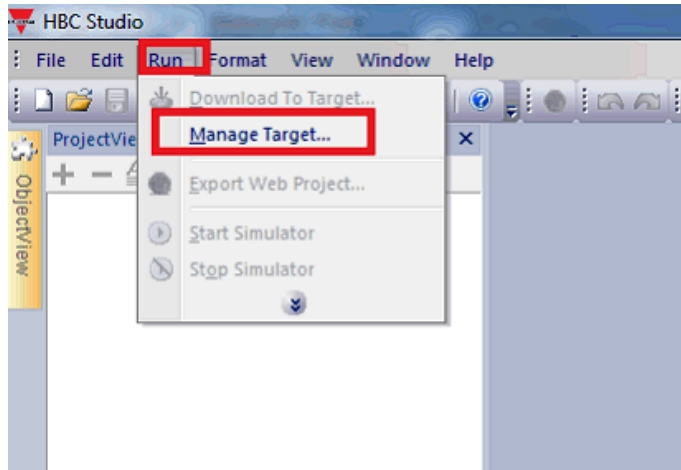 HBC Studio
File Edit Run Format View Window Help
Download To Target...
ProjectVie
Manage Target...
ObjectView
Export Web Project...
Start Simulator
Stop Simulator